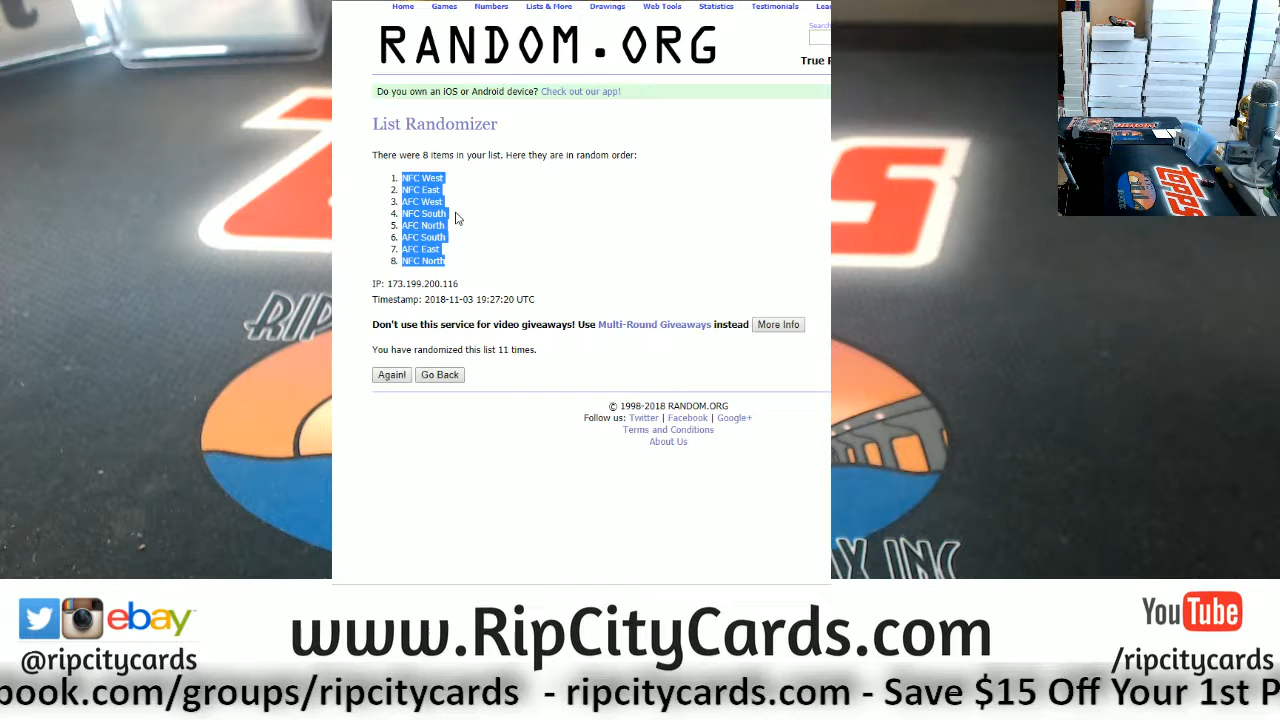 Home Games Numbers Lists & More Drawings Web Tools Statistics Testimonials Lea
RANDOM.ORG
Search
True
Do you own an iOS or Android device? Check out our app!
List Randomizer
There were 8 items in your list. Here they are in random order:
1. NFC West
2. NFC East
3. AFC West
4. NFC South
5. AFC North
6. AFC South
7. AFC East
8. NFC North
IP: 173.199.200.116
Timestamp: 2018-11-03 19:27:20 UTC
Don't use this service for video giveaways! Use Multi-Round Giveaways instead More Info
You have randomized this list 11 times.
Again! Go Back
© 1998-2018 RANDOM.ORG
Follow us: Twitter | Facebook | Google+
Terms and Conditions
About Us
RIP
Y INC
topps
ebay
www.RipCityCards.com
YouTube
@ripcitycards
/ripcitycards
book.com/groups/ripcitycards - ripcitycards.com - Save $15 Off Your 1st P